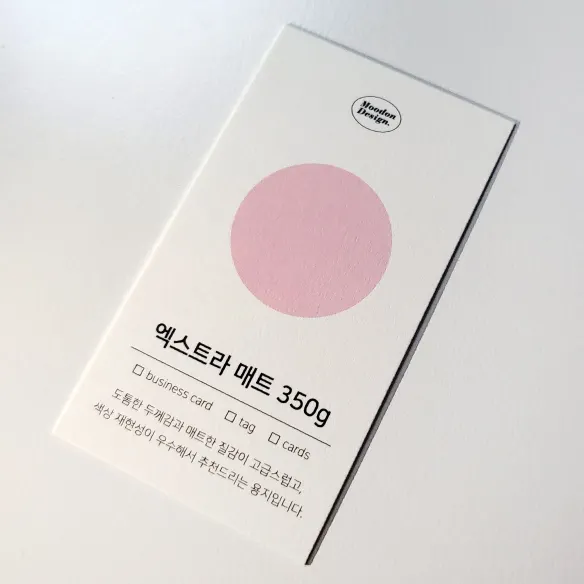 Moodon
Design.
엑스트라 매트 350g
☐ business card ☐ tag ☐ cards
도톰한 두께감과 매트한 질감이 고급스럽고,
색상 재현성이 우수해서 추천드리는 용지입니다.